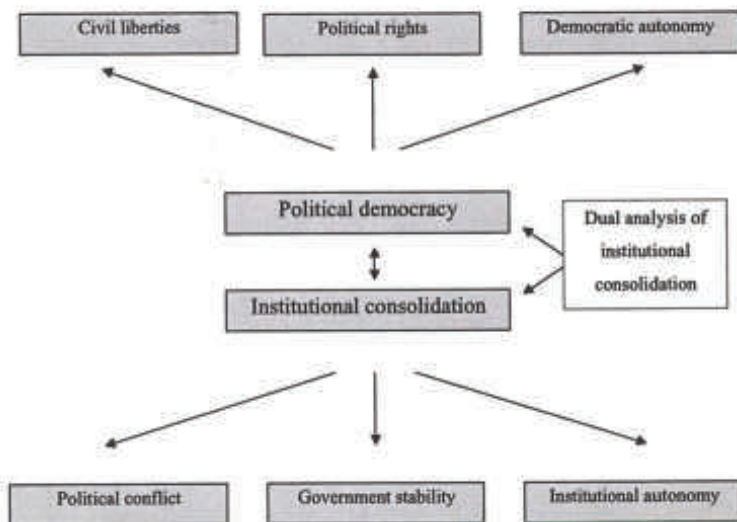 Civil liberties
Political rights
Democratic autonomy
Political democracy
Dual analysis of
institutional
consolidation
Institutional consolidation
Political conflict
Government stability
Institutional autonomy